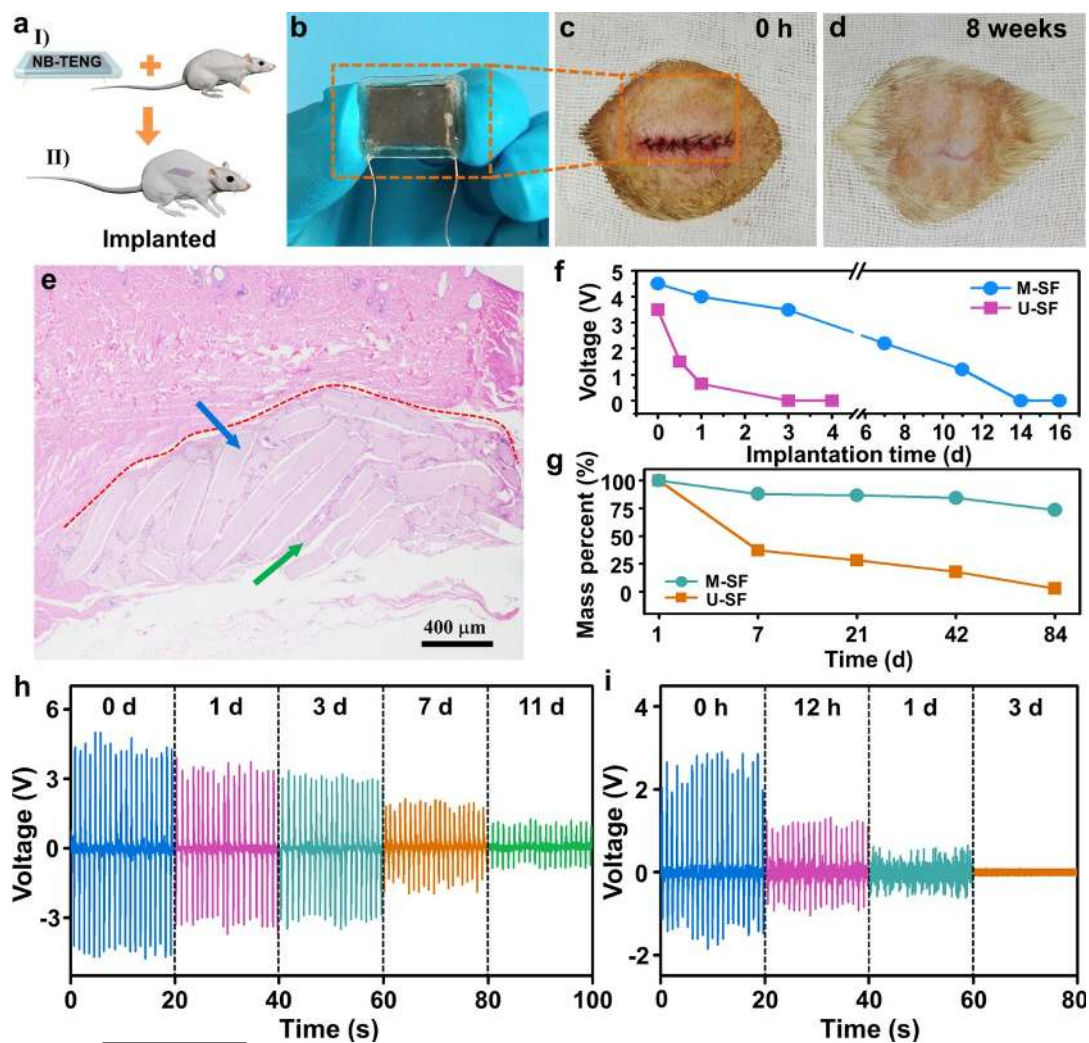 a
I)
NB-TENG
II)
Implanted
b
c
0 h
d
8 weeks
e
400 μm
f
Voltage (V)
5
4
3
2
1
0
M-SF
U-SF
0 1 2 3 4 6 8 10 12 14 16
Implantation time (d)
g
Mass percent (%)
100
75
50
25
0
M-SF
U-SF
1 7 21 42 84
Time (d)
h
Voltage (V)
6
3
0
-3
0 d 1 d 3 d 7 d 11 d
0 20 40 60 80 100
Time (s)
i
Voltage (V)
4
2
0
-2
0 h 12 h 1 d 3 d
0 20 40 60 80
Time (s)